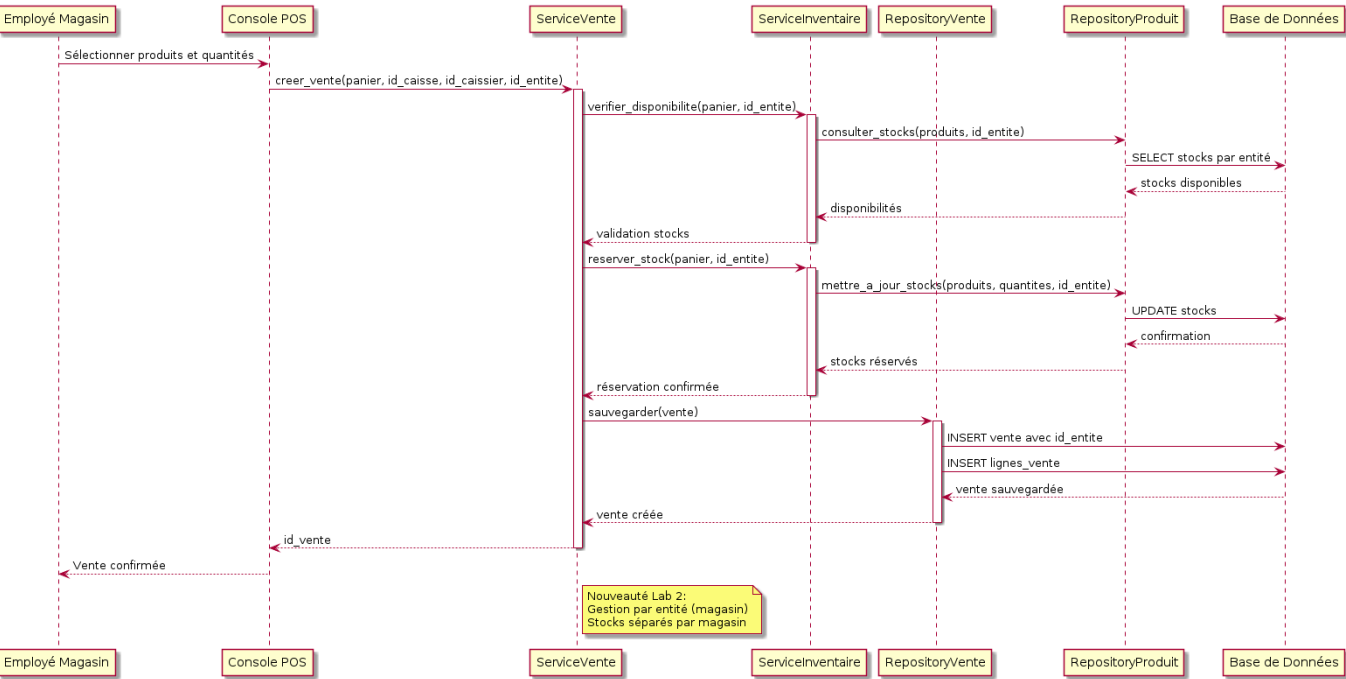 Employé Magasin
Console POS
ServiceVente
ServiceInventaire
RepositoryVente
RepositoryProduit
Base de Données
Sélectionner produits et quantités
creer_vente(panier, id_caisse, id_caissier, id_entite)
verifier_disponibilite(panier, id_entite)
consulter_stocks(produits, id_entite)
SELECT stocks par entité
stocks disponibles
disponibilités
validation stocks
reserver_stock(panier, id_entite)
mettre_a_jour_stocks(produits, quantites, id_entite)
UPDATE stocks
confirmation
stocks réservés
réservation confirmée
sauvegarder(vente)
INSERT vente avec id_entite
INSERT lignes_vente
vente sauvegardée
vente créée
id_vente
Vente confirmée
Nouveauté Lab 2:
Gestion par entité (magasin)
Stocks séparés par magasin
Employé Magasin
Console POS
ServiceVente
ServiceInventaire
RepositoryVente
RepositoryProduit
Base de Données